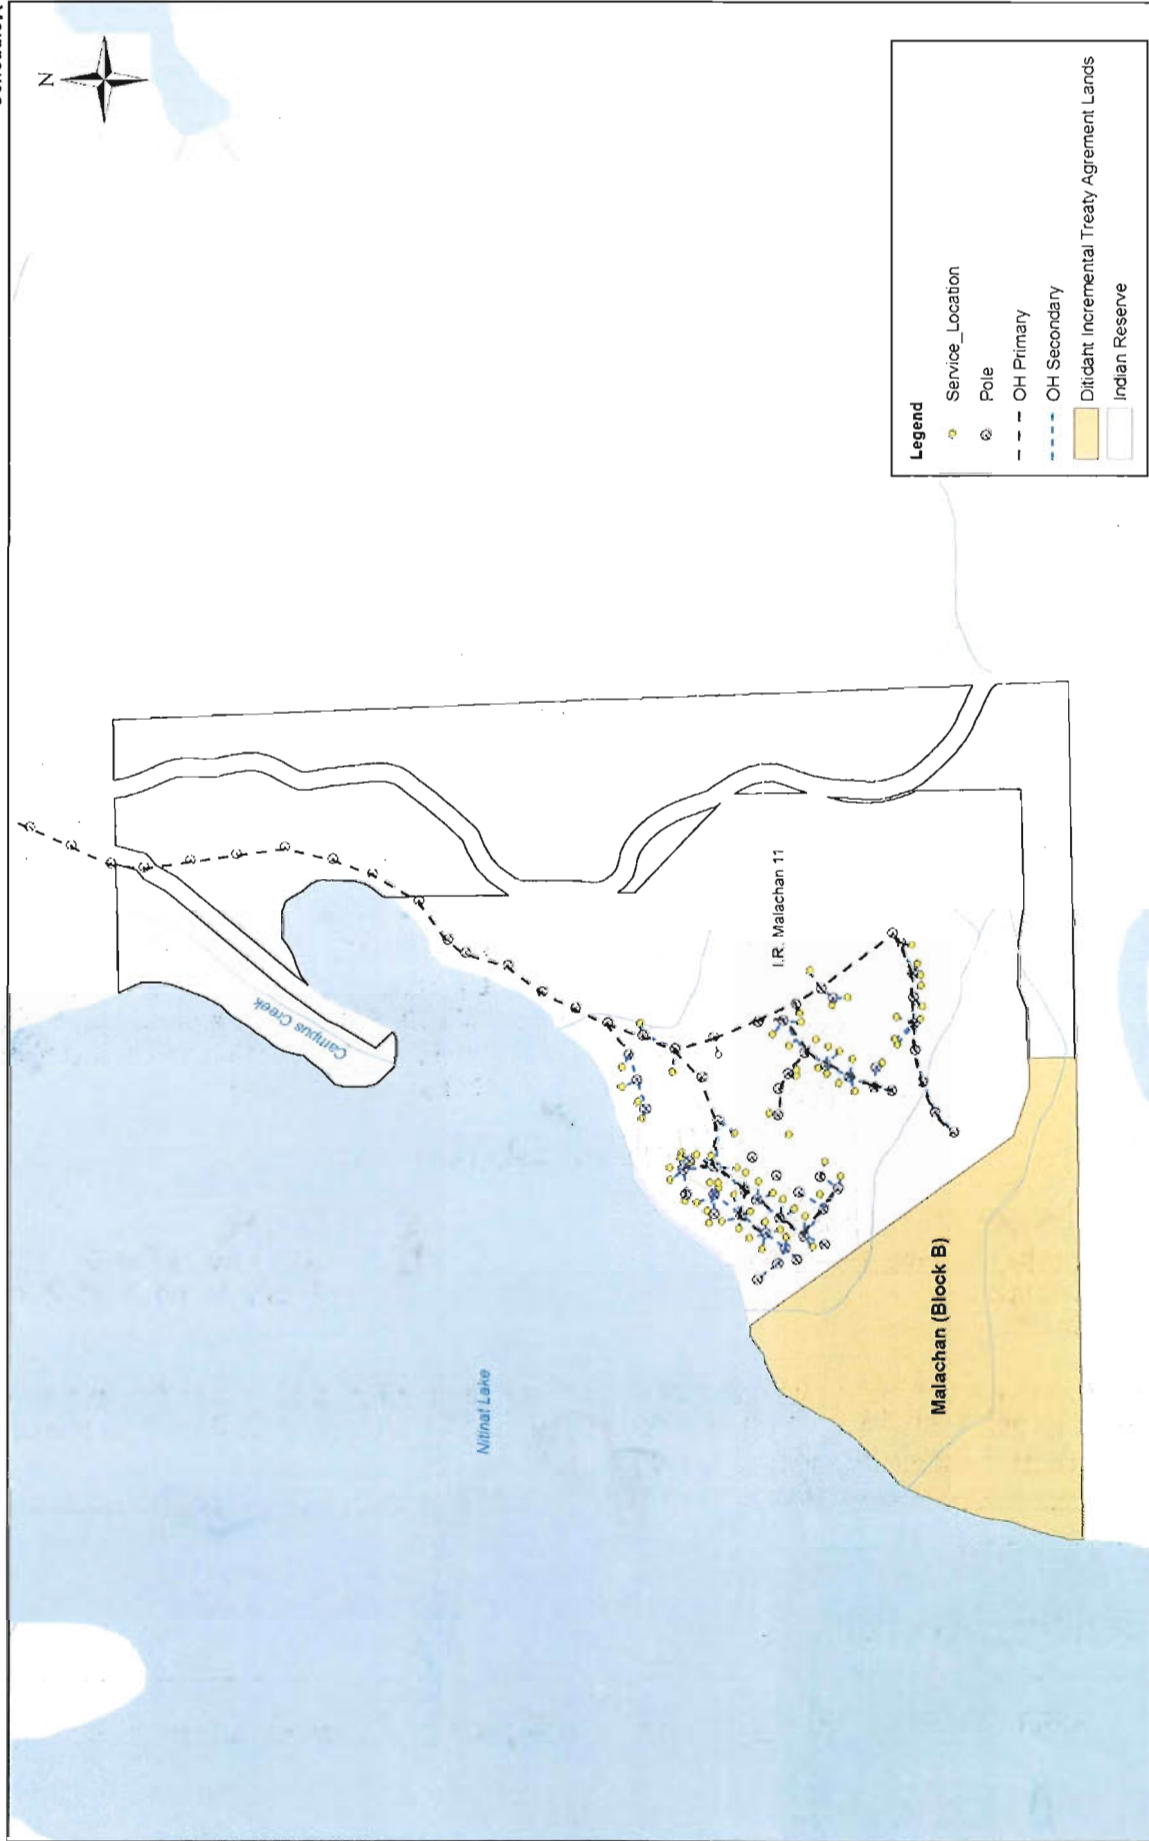 N
Campus Creek
Nitinat Lake
I.R. Malachan 11
Malachan (Block B)
Legend
Service_Location
Pole
OH Primary
OH Secondary
Ditidaht Incremental Treaty Agrement Lands
Indian Reserve